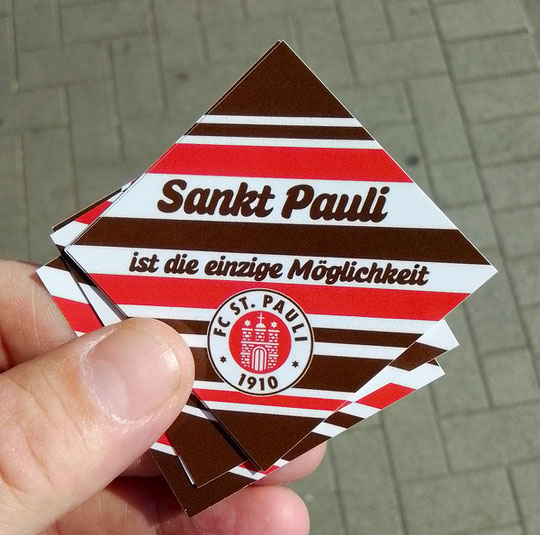 Sankt Pauli
ist die einzige Möglichkeit
FC ST. PAULI
1910